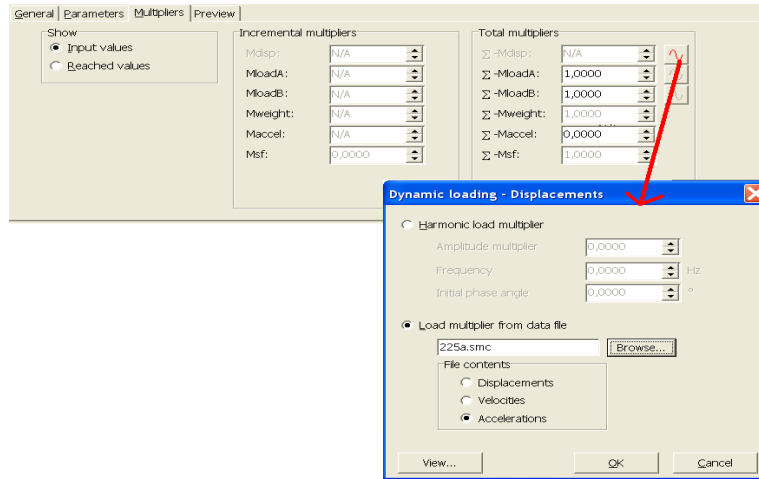 General Parameters Multipliers Preview
Show
Input values
Reached values
Incremental multipliers
Mdisp: N/A
MloadA: N/A
MloadB: N/A
Mweight: N/A
Maccel: N/A
Msf: 0,0000
Total multipliers
Σ -Mdisp: N/A
Σ -MloadA: 1,0000
Σ -MloadB: 1,0000
Σ -Mweight: 1,0000
Σ -Maccel: 0,0000
Σ -Msf: 1,0000
Dynamic loading - Displacements
Harmonic load multiplier
Amplitude multiplier 0,0000
Frequency 0,0000 Hz
Initial phase angle 0,0000 °
Load multiplier from data file
225a.smc Browse...
File contents
Displacements
Velocities
Accelerations
View... OK Cancel